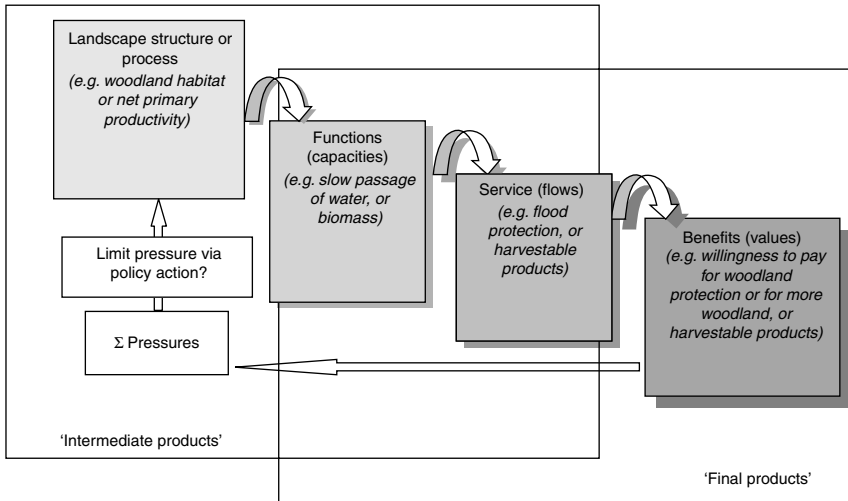 Landscape structure or
process
(e.g. woodland habitat
or net primary
productivity)
Functions
(capacities)
(e.g. slow passage
of water, or
biomass)
Service (flows)
(e.g. flood
protection, or
harvestable
products)
Benefits (values)
(e.g. willingness to pay
for woodland
protection or for more
woodland, or
harvestable products)
Limit pressure via
policy action?
Σ Pressures
‘Intermediate products’
‘Final products’